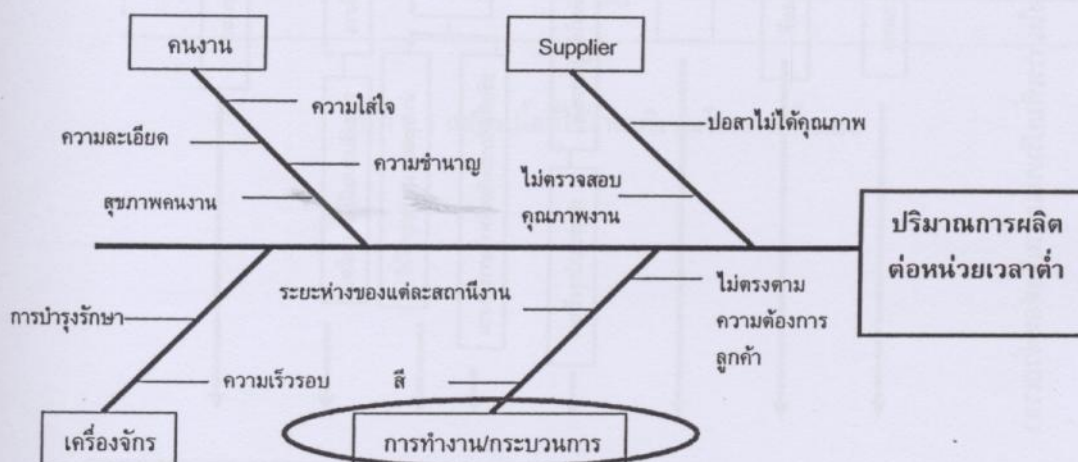 คนงาน
Supplier
ความใส่ใจ
ความละเอียด
ความชำนาญ
สุขภาพคนงาน
ปอสาไม่ได้คุณภาพ
ไม่ตรวจสอบ
คุณภาพงาน
ปริมาณการผลิต
ต่อหน่วยเวลาต่ำ
ระยะห่างของแต่ละสถานีงาน
ไม่ตรงตาม
ความต้องการ
ลูกค้า
การบำรุงรักษา
ความเร็วรอบ
สี
เครื่องจักร
การทำงาน/กระบวนการ